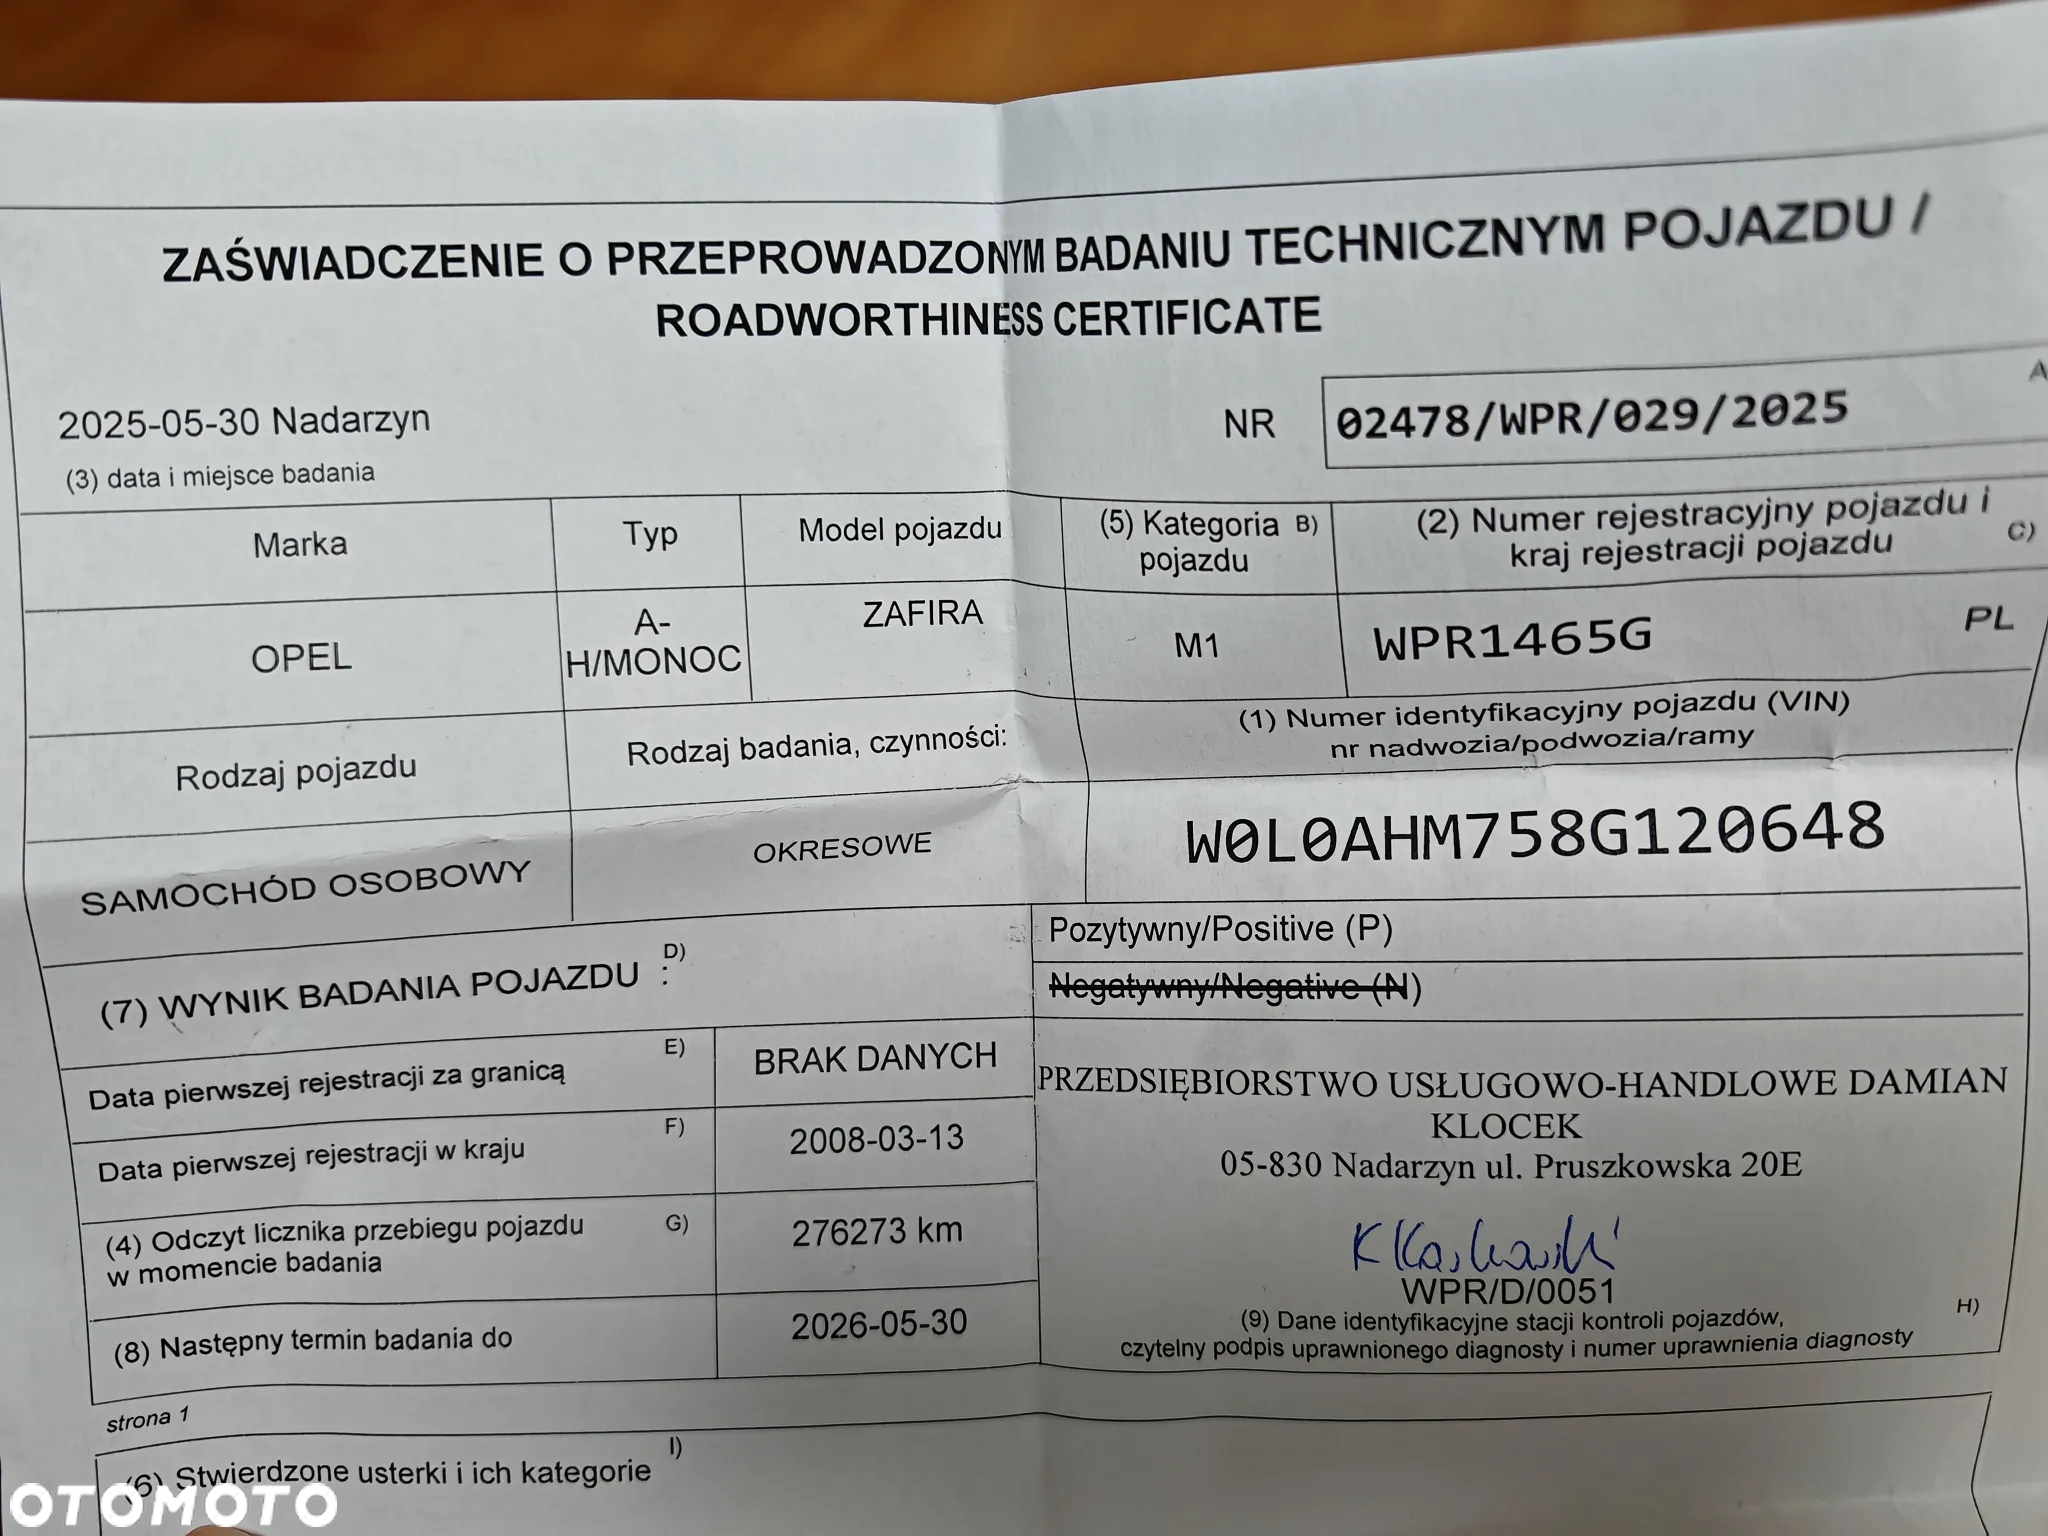 ZAŚWIADCZENIE O PRZEPROWADZONYM BADANIU TECHNICZNYM POJAZDU /
ROADWORTHINESS CERTIFICATE
2025-05-30 Nadarzyn
(3) data i miejsce badania
NR 02478/WPR/029/2025 A
Marka
Typ
Model pojazdu
(5) Kategoria B)
pojazdu
(2) Numer rejestracyjny pojazdu i
kraj rejestracji pojazdu C)
OPEL
A-
H/MONOC
ZAFIRA
M1
WPR1465G PL
Rodzaj pojazdu
Rodzaj badania, czynności:
(1) Numer identyfikacyjny pojazdu (VIN)
nr nadwozia/podwozia/ramy
SAMOCHÓD OSOBOWY
OKRESOWE
W0L0AHM758G120648
(7) WYNIK BADANIA POJAZDU D) :
Pozytywny/Positive (P)
Negatywny/Negative (N)
Data pierwszej rejestracji za granicą E)
BRAK DANYCH
Data pierwszej rejestracji w kraju F)
2008-03-13
(4) Odczyt licznika przebiegu pojazdu G)
w momencie badania
276273 km
(8) Następny termin badania do
2026-05-30
PRZEDSIĘBIORSTWO USŁUGOWO-HANDLOWE DAMIAN
KLOCEK
05-830 Nadarzyn ul. Pruszkowska 20E
WPR/D/0051
(9) Dane identyfikacyjne stacji kontroli pojazdów, H)
czytelny podpis uprawnionego diagnosty i numer uprawnienia diagnosty
strona 1
(6) Stwierdzone usterki i ich kategorie I)
OTOMOTO